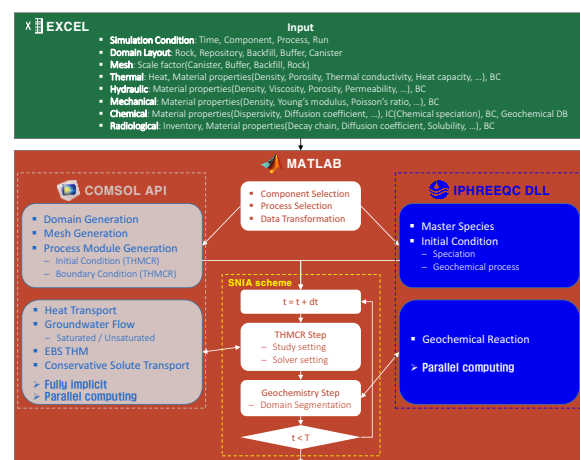 X EXCEL
Input
Simulation Condition: Time, Component, Process, Run
Domain Layout: Rock, Repository, Backfill, Buffer, Canister
Mesh: Scale factor(Canister, Buffer, Backfill, Rock)
Thermal: Heat, Material properties(Density, Porosity, Thermal conductivity, Heat capacity, ...), BC
Hydraulic: Material properties(Density, Viscosity, Porosity, Permeability, ...), BC
Mechanical: Material properties(Density, Young's modulus, Poisson's ratio, ...), BC
Chemical: Material properties(Dispersivity, Diffusion coefficient, ...), IC(Chemical speciation), BC, Geochemical DB
Radiological: Inventory, Material properties(Decay chain, Diffusion coefficient, Solubility, ...), BC
MATLAB
COMSOL API
Domain Generation
Mesh Generation
Process Module Generation
– Initial Condition (THMCR)
– Boundary Condition (THMCR)
Heat Transport
Groundwater Flow
– Saturated / Unsaturated
EBS THM
Conservative Solute Transport
Fully implicit
Parallel computing
Component Selection
Process Selection
Data Transformation
SNIA scheme
t = t + dt
THMCR Step
– Study setting
– Solver setting
Geochemistry Step
– Domain Segmentation
t < T
IPHREEQC DLL
Master Species
Initial Condition
– Speciation
– Geochemical process
Geochemical Reaction
Parallel computing